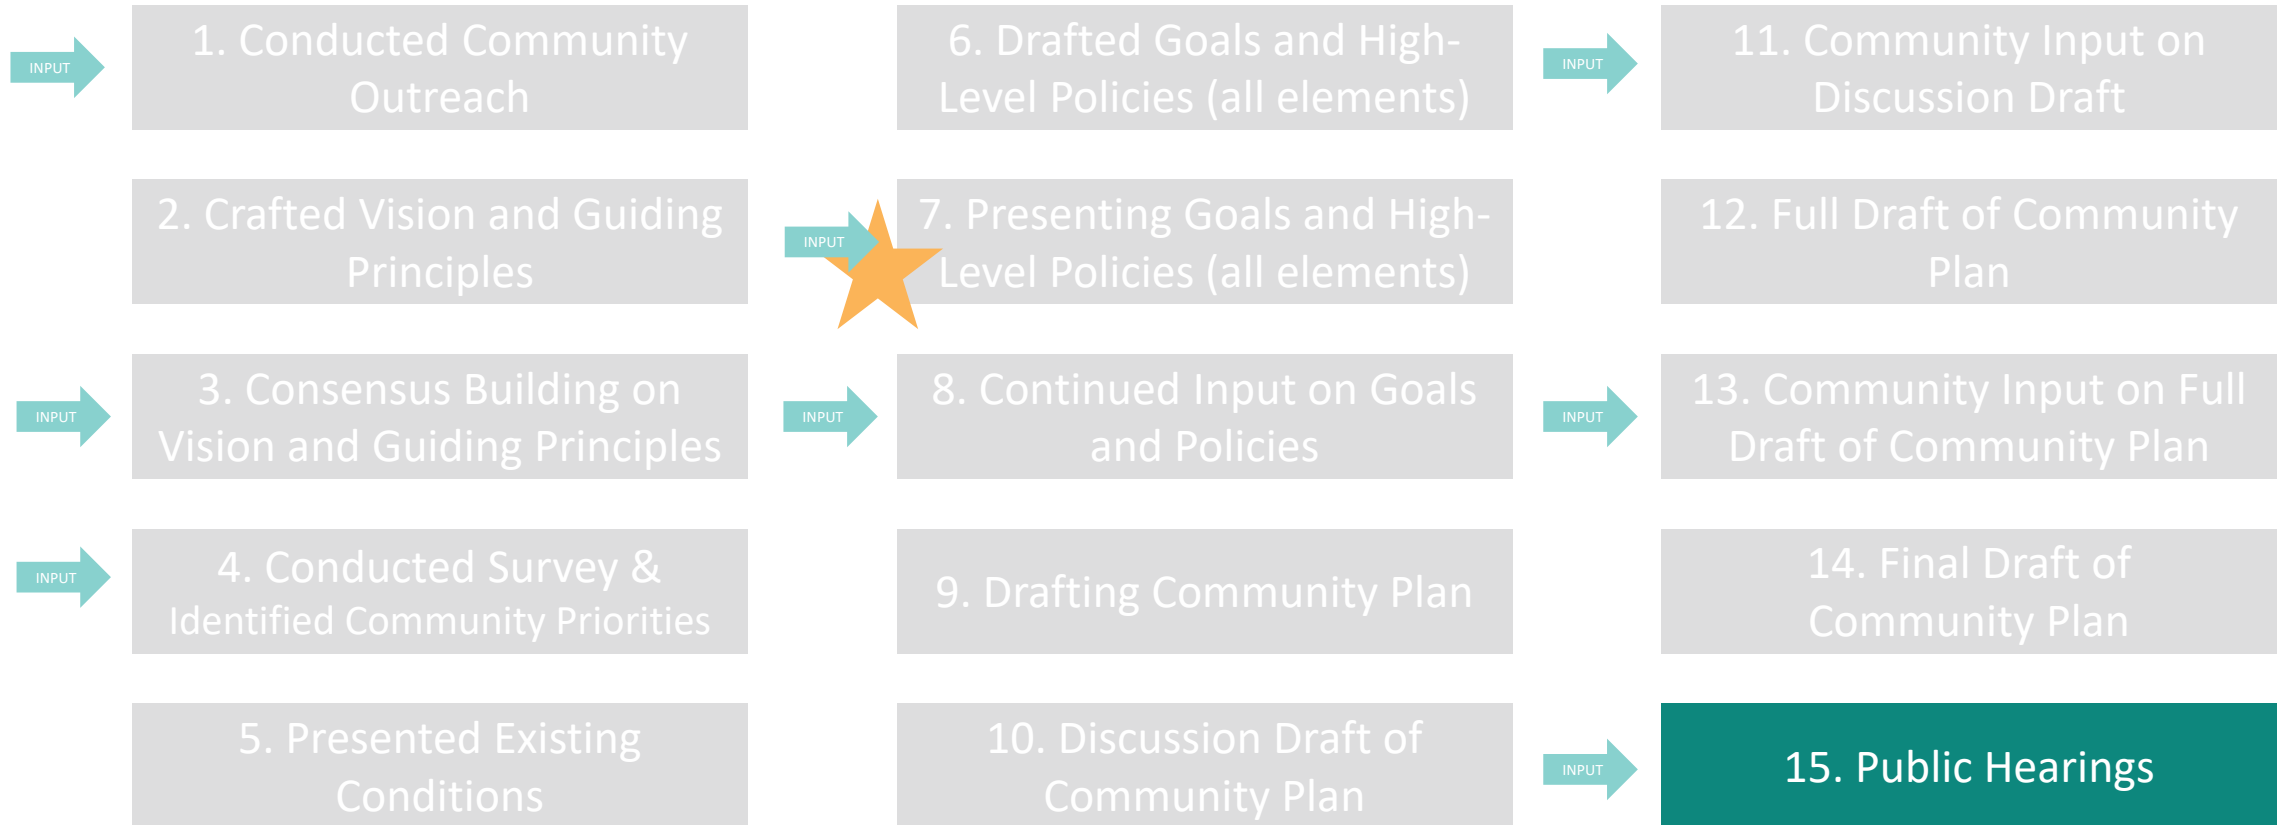 INPUT
1. Conducted Community
Outreach
2. Crafted Vision and Guiding
Principles
INPUT
3. Consensus Building on
Vision and Guiding Principles
INPUT
4. Conducted Survey &
Identified Community Priorities
5. Presented Existing
Conditions
6. Drafted Goals and High-
Level Policies (all elements)
INPUT
7. Presenting Goals and High-
Level Policies (all elements)
INPUT
8. Continued Input on Goals
and Policies
9. Drafting Community Plan
10. Discussion Draft of
Community Plan
INPUT
11. Community Input on
Discussion Draft
12. Full Draft of Community
Plan
INPUT
13. Community Input on Full
Draft of Community Plan
14. Final Draft of
Community Plan
INPUT
15. Public Hearings